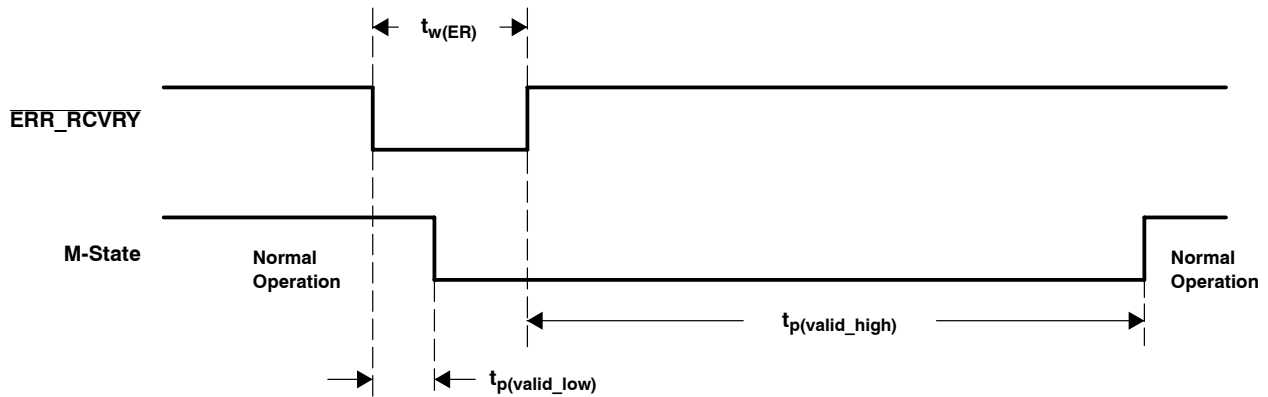 tw(ER)
ERR_RCVRY
M-State
Normal
Operation
Normal
Operation
tp(valid_high)
tp(valid_low)